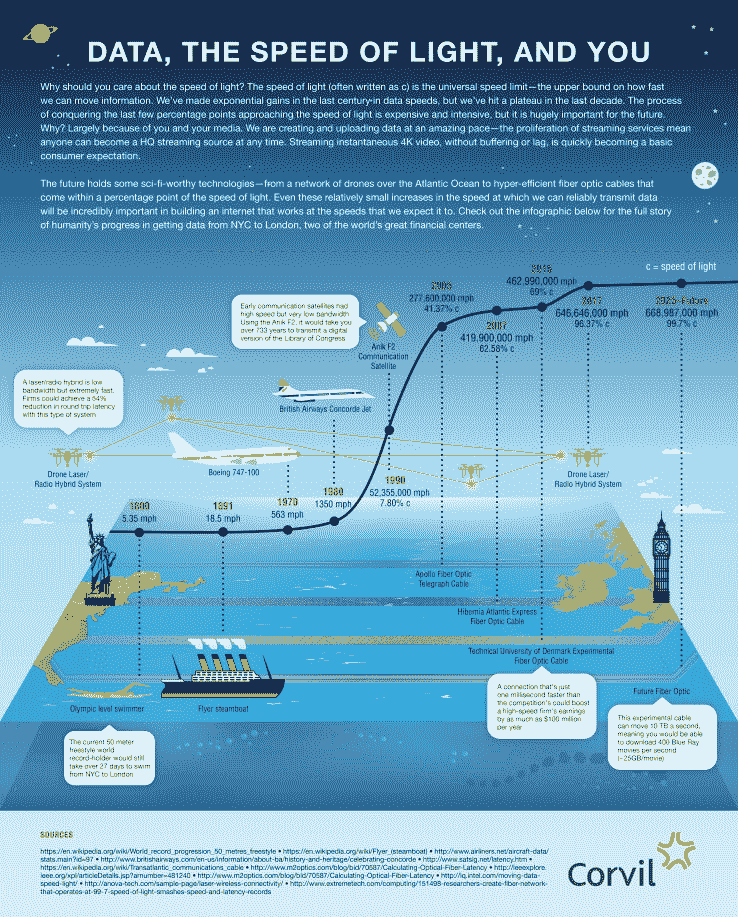 DATA, THE SPEED OF LIGHT, AND YOU
Why should you care about the speed of light? The speed of light (often written as c) is the universal speed limit—the upper bound on how fast
we can move information. We've made exponential gains in the last century-in data speeds, but we've hit a plateau in the last decade. The process
of conquering the last few percentage points approaching the speed of light is expensive and intensive, but it is hugely important for the future.
Why? Largely because of you and your media. We are creating and uploading data at an amazing pace—the proliferation of streaming services mean
anyone can become a HQ streaming source at any time. Streaming instantaneous 4K video, without buffering or lag, is quickly becoming a basic
consumer expectation.
The future holds some sci-fi-worthy technologies—from a network of drones over the Atlantic Ocean to hyper-efficient fiber optic cables that
come within a percentage point of the speed of light. Even these relatively small increases in the speed at which we can reliably transmit data
will be incredibly important in building an internet that works at the speeds that we expect it to. Check out the infographic below for the full story
of humanity's progress in getting data from NYC to London, two of the world's great financial centers.
c = speed of light
462,990,000 mph
69% c
277,600,000 mph
41.37% c
2017
646,646,000 mph
96.37% c
668,987,000 mph
99.7% c
419,900,000 mph
62.58% c
Early communication satellites had
high speed but very low bandwidth.
Using the Anik F2, it would take you
over 733 years to transmit a digital
version of the Library of Congress
Anik F2
Communication
Satellite
A laser/radio hybrid is low
bandwidth but extremely fast.
Firms could achieve a 54%
reduction in round trip latency
with this type of system
British Airways Concorde Jet
Boeing 747-100
Drone Laser/
Radio Hybrid System
Drone Laser/
Radio Hybrid System
5.35 mph
1891
18.5 mph
1970
563 mph
1350 mph
1990
52,355,000 mph
7.80% c
Apollo Fiber Optic
Telegraph Cable
Hibernia Atlantic Express
Fiber Optic Cable
Technical University of Denmark Experimental
Fiber Optic Cable
Future Fiber Optic
Olympic level swimmer
Flyer steamboat
The current 50 meter
freestyle world
record-holder would still
take over 27 days to swim
from NYC to London
A connection that's just
one millisecond faster than
the competition's could boost
a high-speed firm's earnings
by as much as $100 million
per year
This experimental cable
can move 10 TB a second,
meaning you would be able
to download 400 Blue Ray
movies per second
(~25GB/movie)
SOURCES
https://en.wikipedia.org/wiki/World_record_progression_50_metres_freestyle • https://en.wikipedia.org/wiki/Flyer_(steamboat) • http://www.airliners.net/aircraft-data/
stats.main?id=97 • http://www.britishairways.com/en-us/information/about-ba/history-and-heritage/celebrating-concorde • http://www.satsig.net/latency.htm •
https://en.wikipedia.org/wiki/Transatlantic_communications_cable • http://www.m2optics.com/blog/bid/70587/Calculating-Optical-Fiber-Latency • http://ieeexplore.
ieee.org/xpl/articleDetails.jsp?arnumber=481240 • http://www.m2optics.com/blog/bid/70587/Calculating-Optical-Fiber-Latency • http://iq.intel.com/moving-data-
speed-light/ • http://anova-tech.com/sample-page/laser-wireless-connectivity/ • http://www.extremetech.com/computing/151498-researchers-create-fiber-network-
that-operates-at-99-7-speed-of-light-smashes-speed-and-latency-records
Corvil